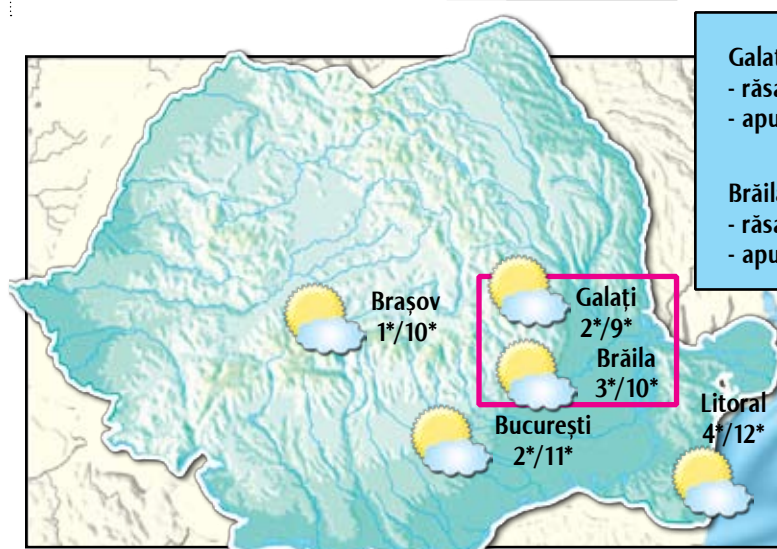 Galaț
- răsa
- apu
Brăila
- răsa
- apu
Brașov
1*/10*
Galați
2*/9*
Brăila
3*/10*
București
2*/11*
Litoral
4*/12*